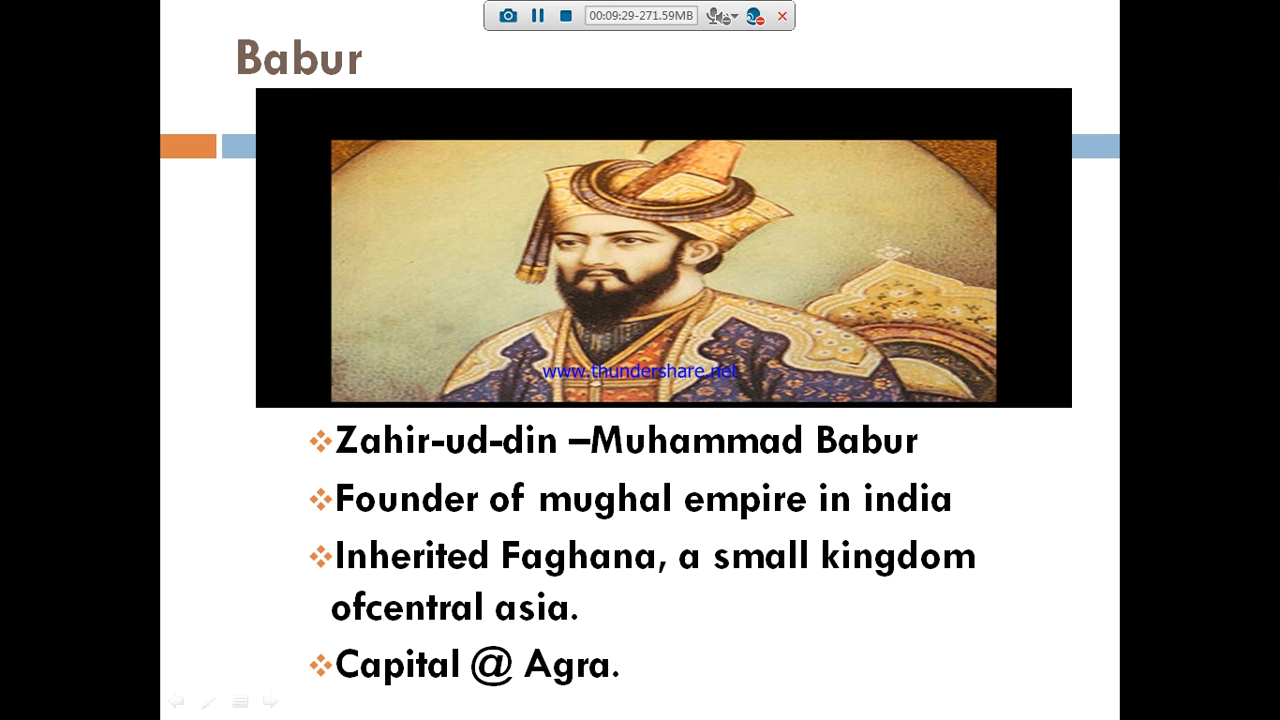 00:09:29-271.59MB
Babur
www.thundershare.net
Zahir-ud-din –Muhammad Babur
Founder of mughal empire in india
Inherited Faghana, a small kingdom
ofcentral asia.
Capital @ Agra.